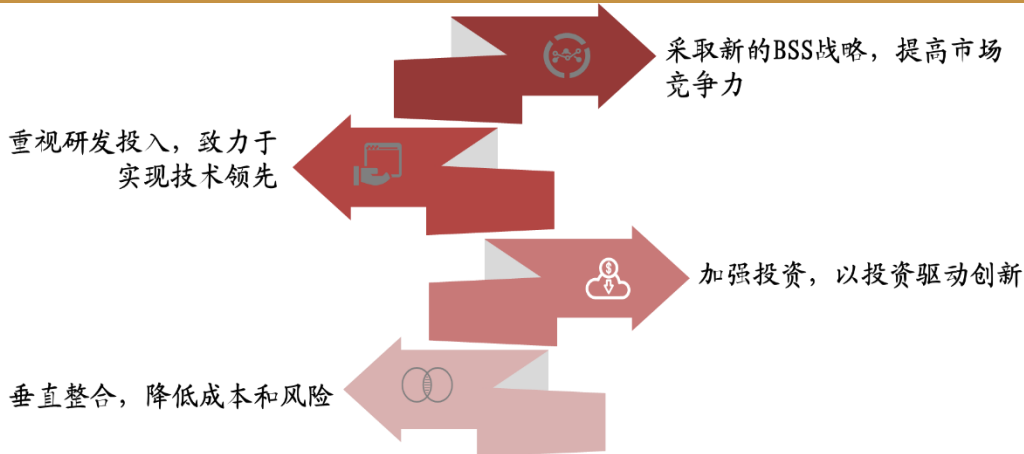 采取新的BSS战略，提高市场
竞争力
重视研发投入，致力于
实现技术领先
$
加强投资，以投资驱动创新
垂直整合，降低成本和风险